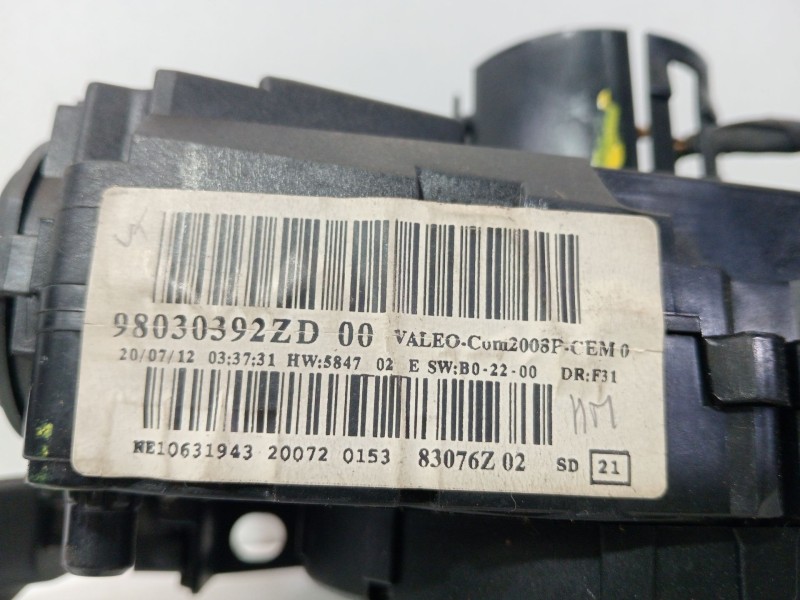 98030392ZD 00 VALEO-Com2008P-CEM 0
20/07/12 03:37:31 HW:5847 02 E SW:B0-22-00 DR:F31
NE10631943 20072 0153 83076Z 02 SD 21